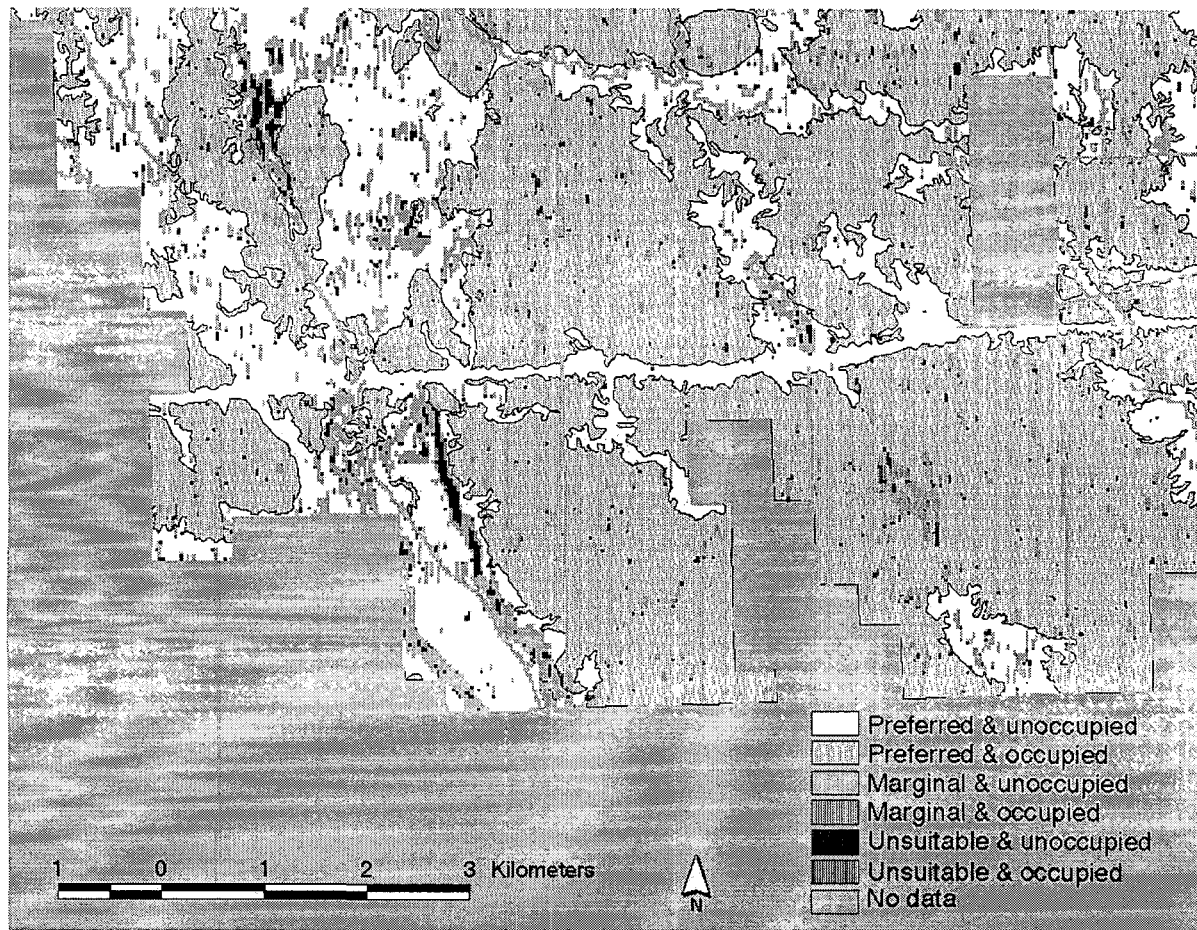 Preferred & unoccupied
Preferred & occupied
Marginal & unoccupied
Marginal & occupied
Unsuitable & unoccupied
Unsuitable & occupied
No data
1 0 1 2 3 Kilometers
N